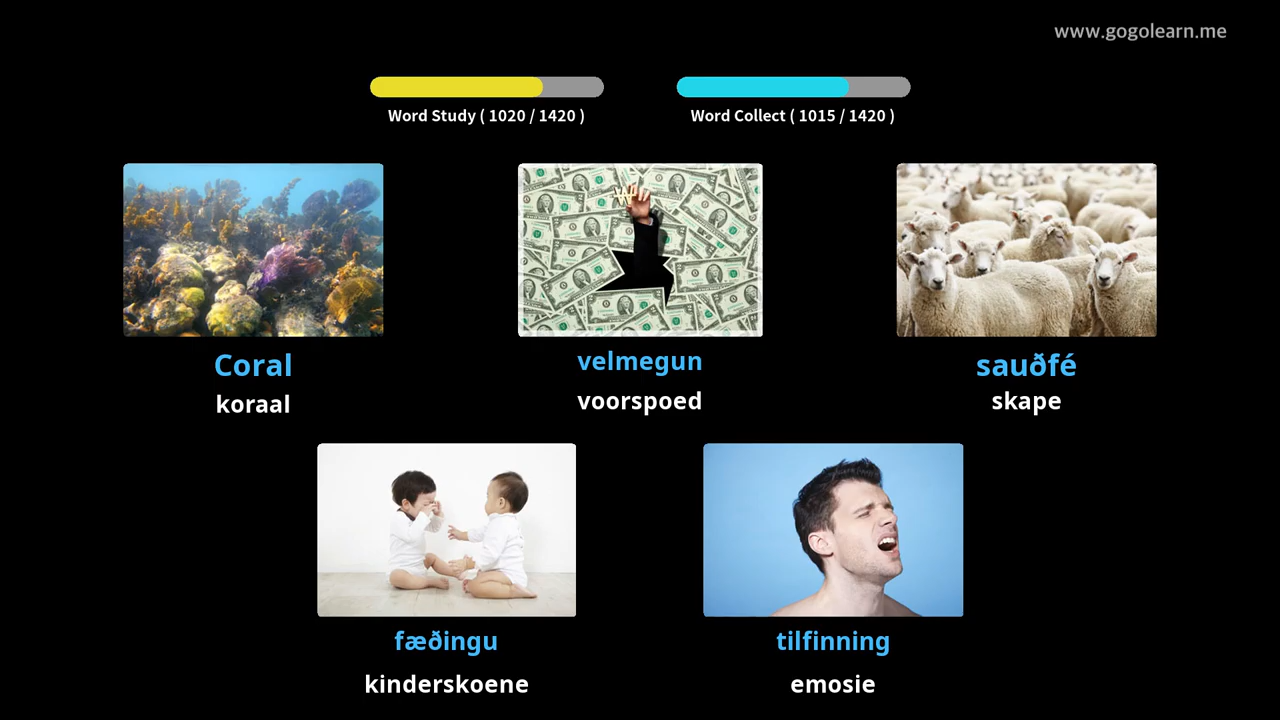 www.gogolearn.me
Word Study ( 1020 / 1420 )
Word Collect ( 1015 / 1420 )
Coral
koraal
velmegun
voorspoed
sauðfé
skape
fæðingu
kinderskoene
tilfinning
emosie